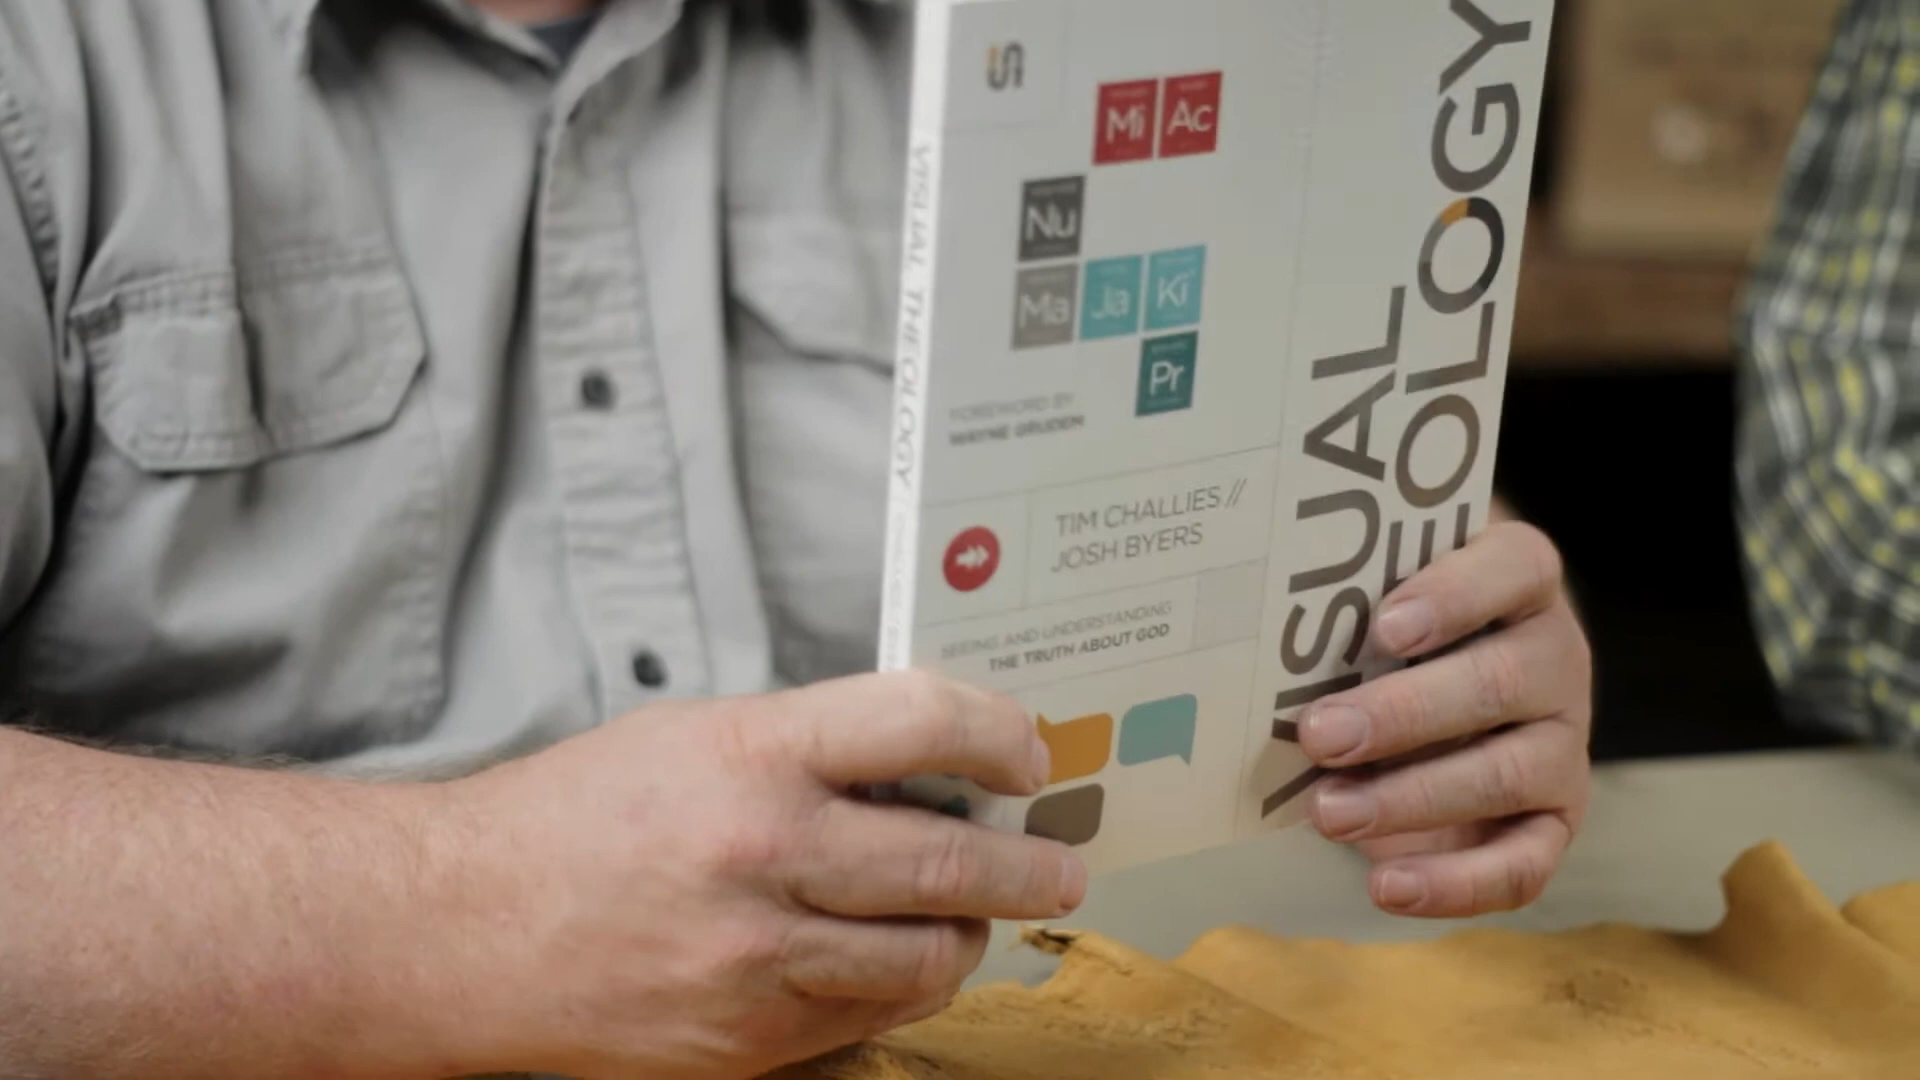 Mi Ac
Nu
Ma Ja Ki
Pr
FOREWORD BY
WAYNE GRUDEM
TIM CHALLIES //
JOSH BYERS
SEEING AND UNDERSTANDING
THE TRUTH ABOUT GOD
VISUAL
EOLOGY
VISUAL THEOLOGY